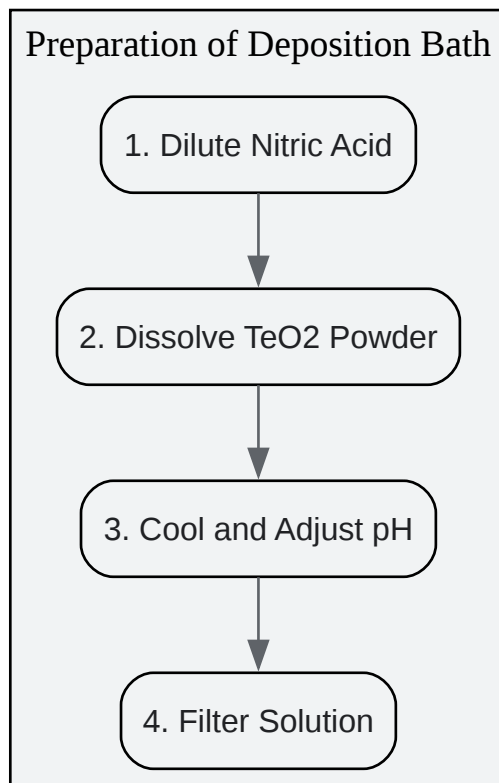 Preparation of Deposition Bath
1. Dilute Nitric Acid
2. Dissolve TeO2 Powder
3. Cool and Adjust pH
4. Filter Solution